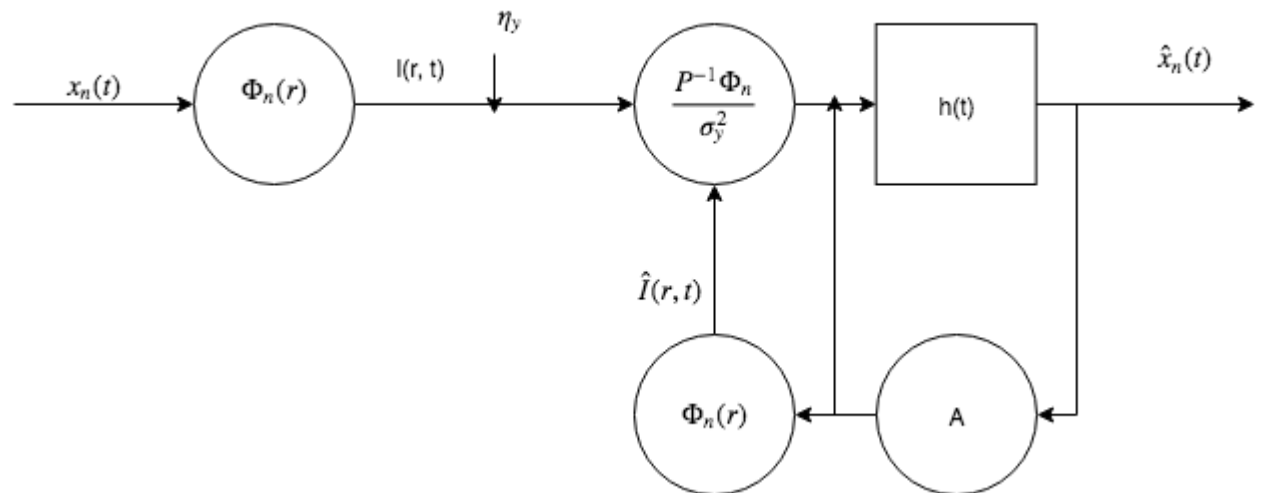 η_y
x_n(t)
Φ_n(r)
I(r, t)
P^{-1}Φ_n
σ_y^2
h(t)
x̂_n(t)
Î(r, t)
Φ_n(r)
A